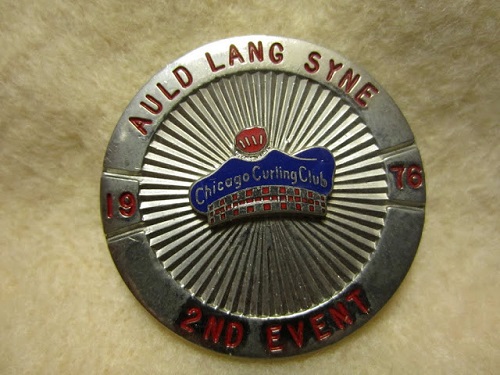 AULD LANG SYNE
19 76
Chicago Curling Club
2ND EVENT